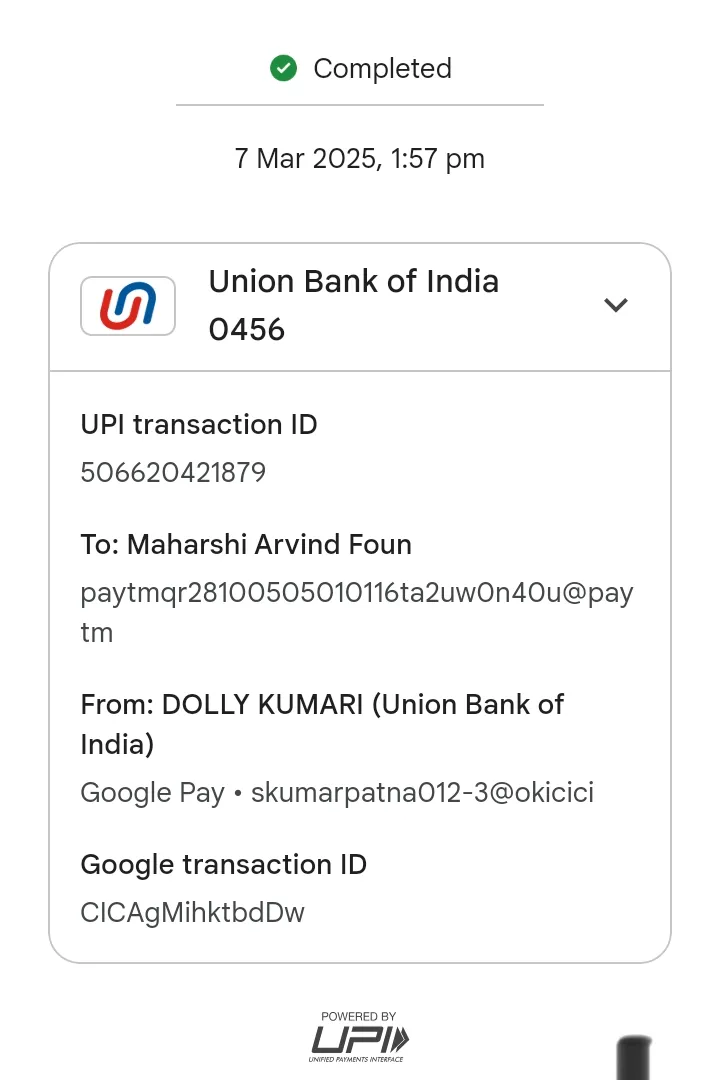 Completed
7 Mar 2025, 1:57 pm
Union Bank of India
0456
UPI transaction ID
506620421879
To: Maharshi Arvind Foun
paytmqr28100505010116ta2uw0n40u@pay
tm
From: DOLLY KUMARI (Union Bank of
India)
Google Pay • skumarpatna012-3@okicici
Google transaction ID
CICAgMihktbdDw
POWERED BY
UPI
UNIFIED PAYMENTS INTERFACE